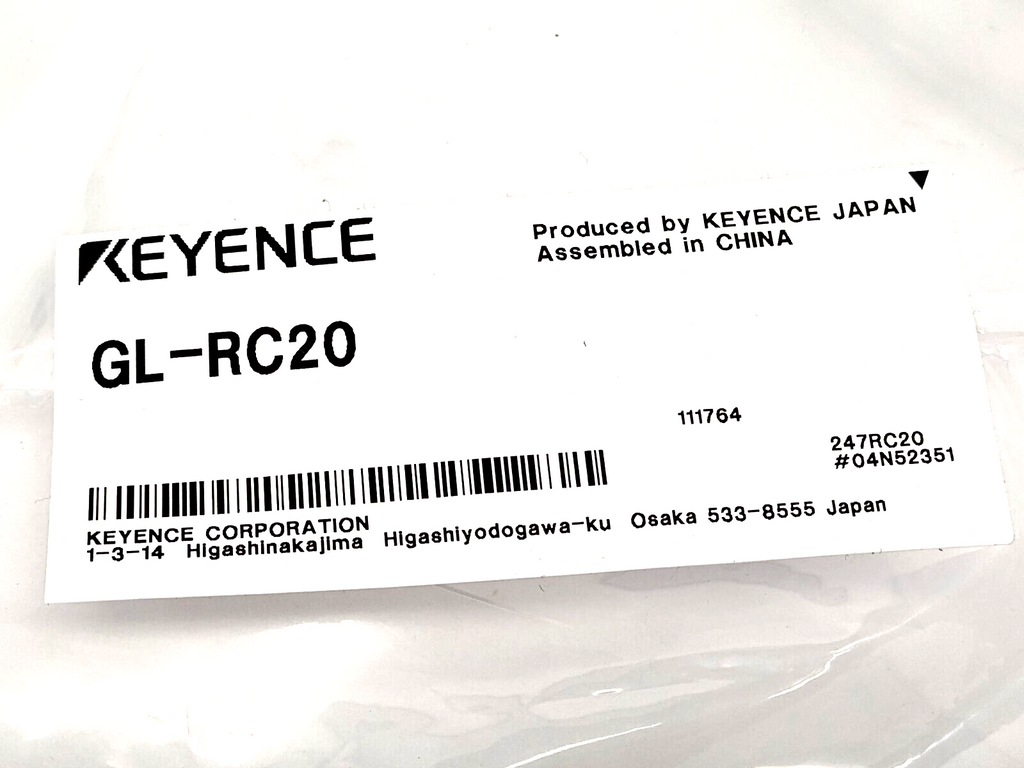 KEYENCE
Produced by KEYENCE JAPAN
Assembled in CHINA
GL-RC20
111764
247RC20
#04N52351
KEYENCE CORPORATION
1-3-14 Higashinakajima Higashiyodogawa-ku Osaka 533-8555 Japan